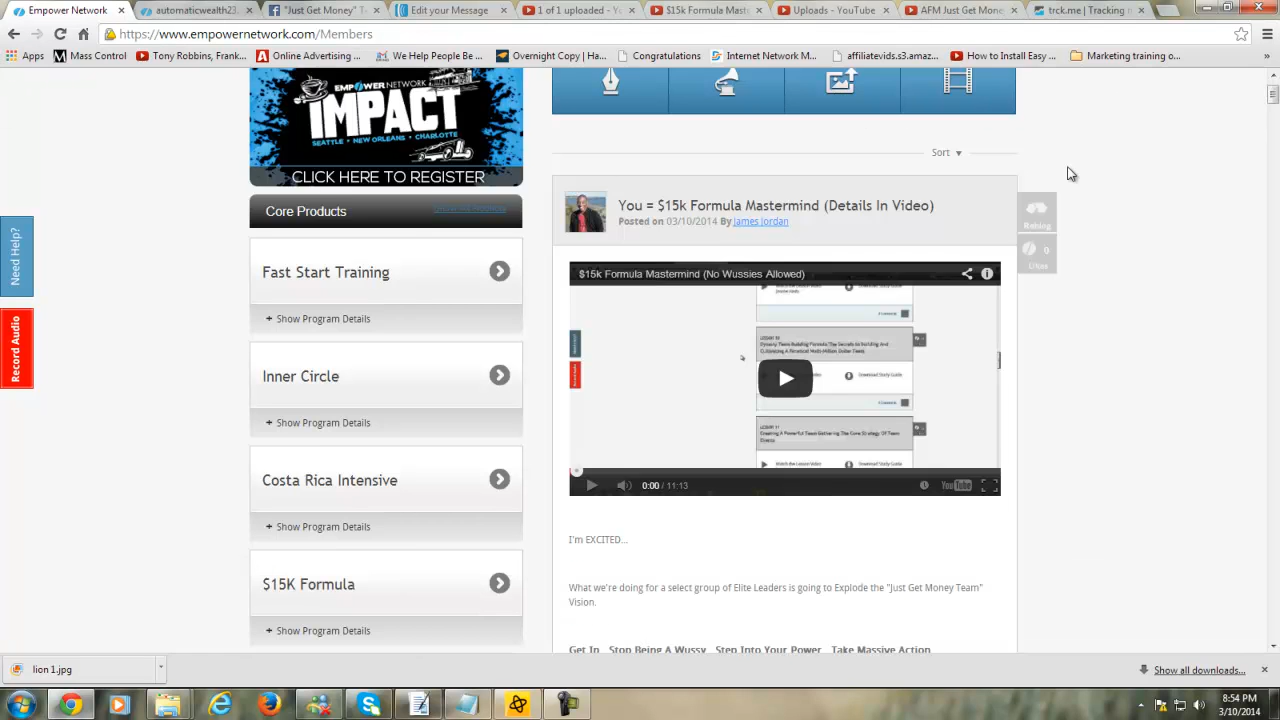 Empower Network
automaticwealth23.
"Just Get Money" T
Edit your Message
1 of 1 uploaded - Yo
$15k Formula Mast
Uploads - YouTube
AFM Just Get Mone
trck.me | Tracking
https://www.empowernetwork.com/Members
Apps
Mass Control
Tony Robbins, Frank...
Online Advertising ...
We Help People Be ...
Overnight Copy | Ha...
Congratulations
Internet Network M...
affiliatevids.s3.amaz...
How to Install Easy ...
Marketing training o...
»
EMPOWER NETWORK
IMPACT
SEATTLE • NEW ORLEANS • CHARLOTTE
CLICK HERE TO REGISTER
Core Products
Fast Start Training
+ Show Program Details
Inner Circle
+ Show Program Details
Costa Rica Intensive
+ Show Program Details
$15K Formula
+ Show Program Details
Need Help?
Record Audio
Sort ▼
You = $15k Formula Mastermind (Details In Video)
Posted on 03/10/2014 By james jordan
Reblog
0
Likes
$15k Formula Mastermind (No Wussies Allowed)
0:00 / 11:13
YouTube
I'm EXCITED...
What we're doing for a select group of Elite Leaders is going to Explode the "Just Get Money Team"
Vision.
Get In.. Stop Being A Wussy.. Step Into Your Power.. Take Massive Action..
lion 1.jpg
Show all downloads...
8:54 PM
3/10/2014